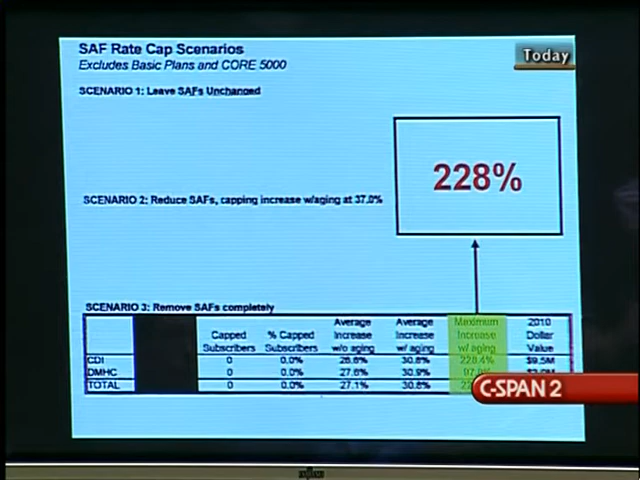 SAF Rate Cap Scenarios
Excludes Basic Plans and CORE 5000
Today
SCENARIO 1: Leave SAFs Unchanged
228%
SCENARIO 2: Reduce SAFs, capping increase w/aging at 37.0%
SCENARIO 3: Remove SAFs completely
Capped Subscribers % Capped Subscribers Average Increase w/o aging Average Increase w/ aging Maximum Increase w/ aging 2010 Dollar Value
CDI 0 0.0% 30.8% 228.4% $9.5M
DMHC 0 0.0% 27.6% 30.9%
TOTAL 0 0.0% 27.1% 30.8%
C-SPAN 2